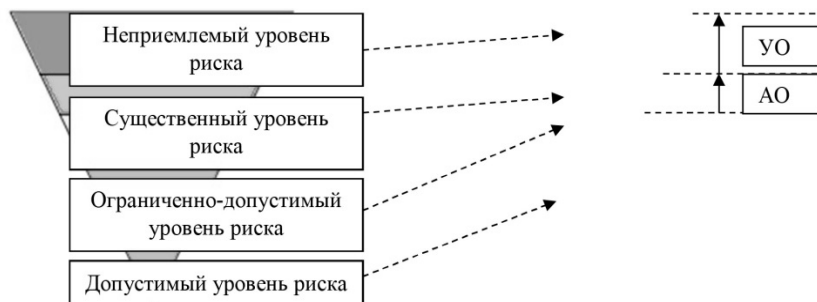 Неприемлемый уровень
риска
УО
АО
Существенный уровень
риска
Ограниченно-допустимый
уровень риска
Допустимый уровень риска